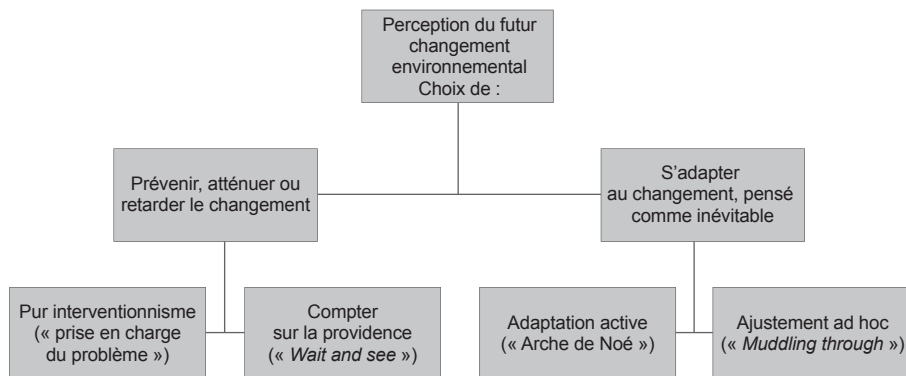 Perception du futur
changement
environnemental
Choix de :
Prévenir, atténuer ou
retarder le changement
S’adapter
au changement, pensé
comme inévitable
Pur interventionnisme
(« prise en charge
du problème »)
Compter
sur la providence
(« Wait and see »)
Adaptation active
(« Arche de Noé »)
Ajustement ad hoc
(« Muddling through »)